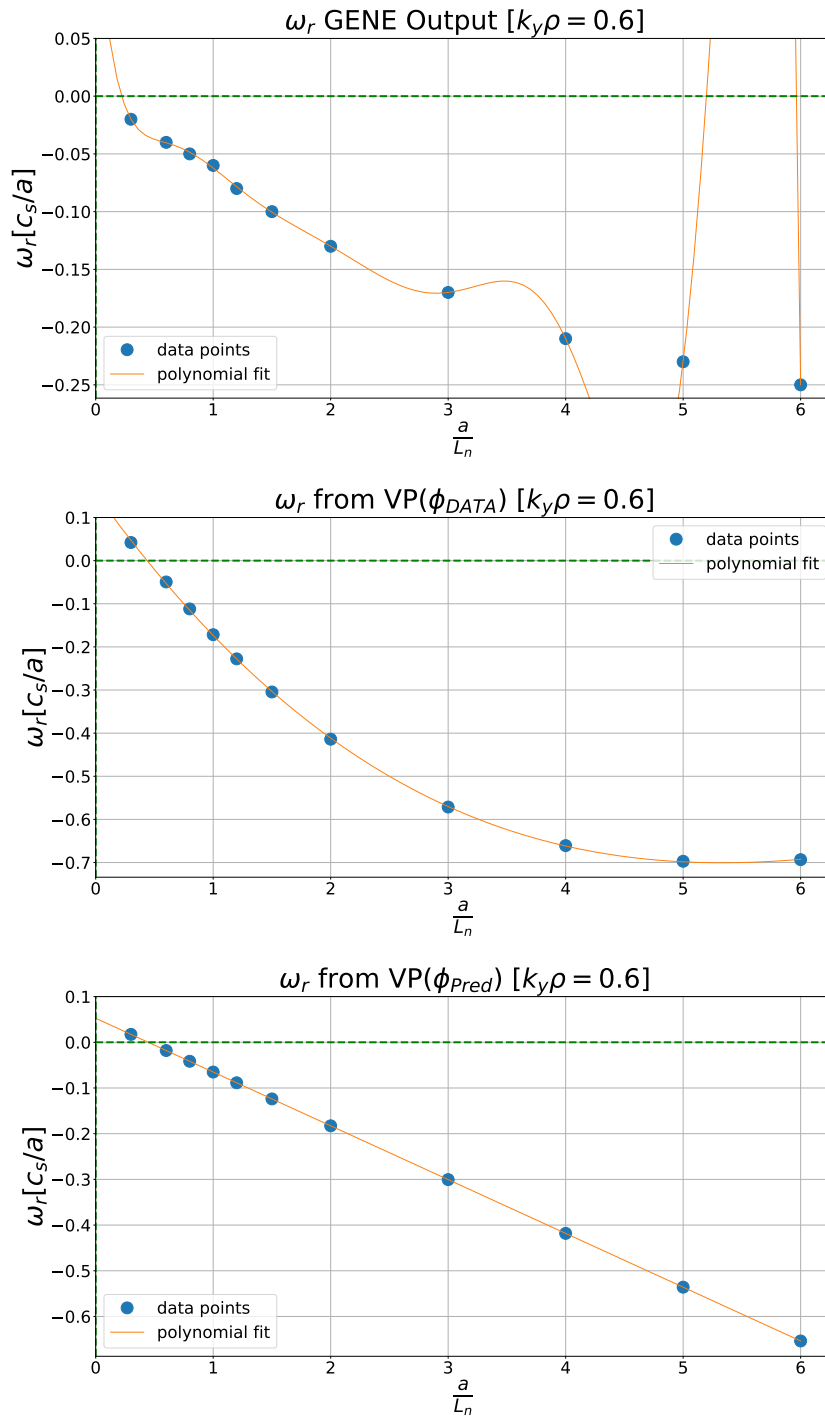 ω_r GENE Output [k_yρ = 0.6]
0.05
0.00
−0.05
−0.10
−0.15
−0.20
−0.25
ω_r[c_s/a]
data points
polynomial fit
0 1 2 3 4 5 6
a/L_n
ω_r from VP(ϕ_DATA) [k_yρ = 0.6]
0.1
0.0
−0.1
−0.2
−0.3
−0.4
−0.5
−0.6
−0.7
ω_r[c_s/a]
data points
polynomial fit
0 1 2 3 4 5 6
a/L_n
ω_r from VP(ϕ_Pred) [k_yρ = 0.6]
0.1
0.0
−0.1
−0.2
−0.3
−0.4
−0.5
−0.6
ω_r[c_s/a]
data points
polynomial fit
0 1 2 3 4 5 6
a/L_n